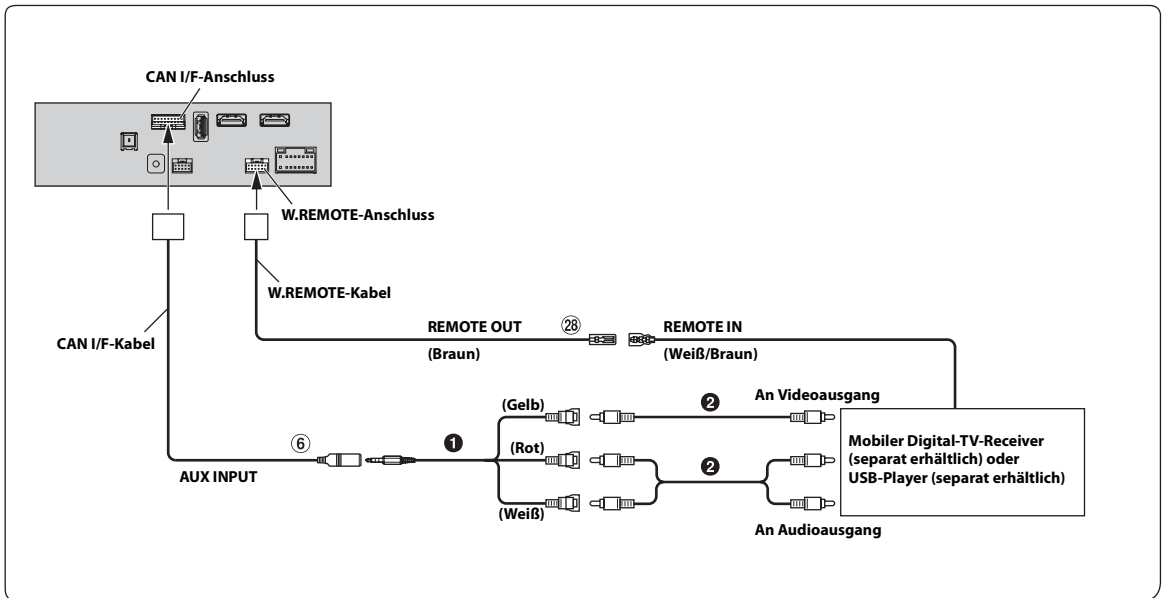 CAN I/F-Anschluss
W.REMOTE-Anschluss
W.REMOTE-Kabel
CAN I/F-Kabel
REMOTE OUT
(Braun)
㉘
REMOTE IN
(Weiß/Braun)
⑥
AUX INPUT
❶
(Gelb)
(Rot)
(Weiß)
❷
❷
An Videoausgang
Mobiler Digital-TV-Receiver
(separat erhältlich) oder
USB-Player (separat erhältlich)
An Audioausgang